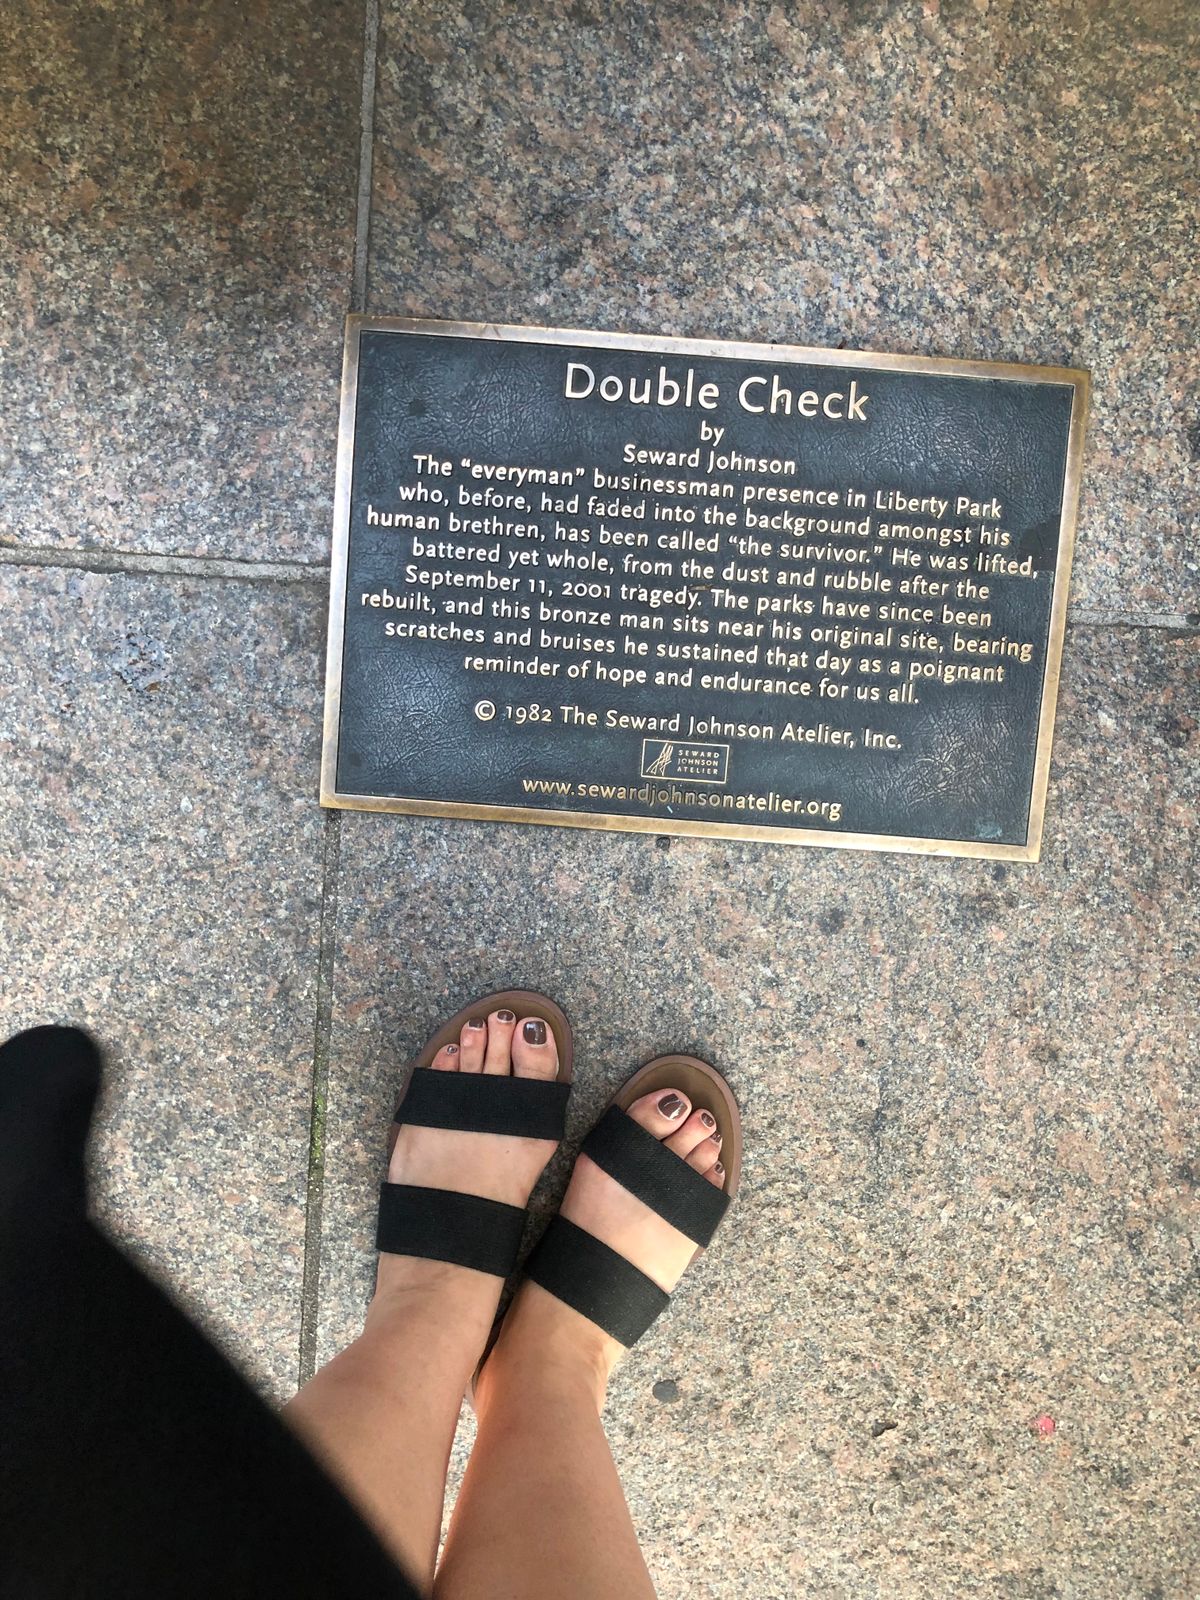 Double Check
by
Seward Johnson
The “everyman” businessman presence in Liberty Park
who, before, had faded into the background amongst his
human brethren, has been called “the survivor.” He was lifted,
battered yet whole, from the dust and rubble after the
September 11, 2001 tragedy. The parks have since been
rebuilt, and this bronze man sits near his original site, bearing
scratches and bruises he sustained that day as a poignant
reminder of hope and endurance for us all.
© 1982 The Seward Johnson Atelier, Inc.
SEWARD
JOHNSON
ATELIER
www.sewardjohnsonatelier.org